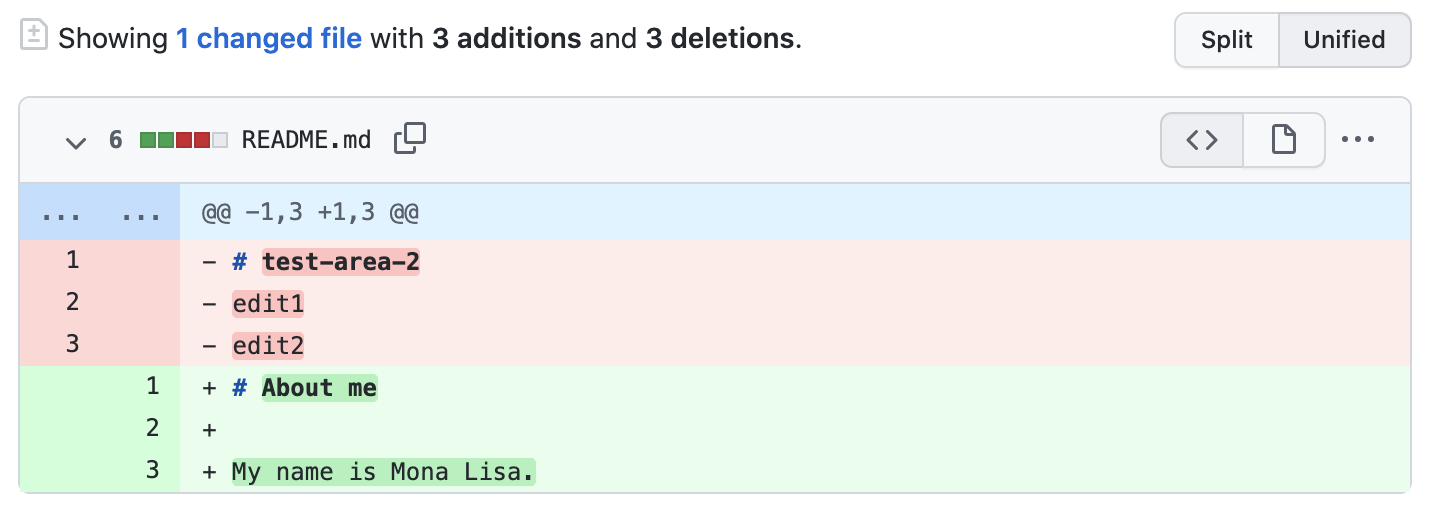 Showing 1 changed file with 3 additions and 3 deletions.
Split Unified
6 README.md
... ... @@ -1,3 +1,3 @@
1 - # test-area-2
2 - edit1
3 - edit2
1 + # About me
2 +
3 + My name is Mona Lisa.